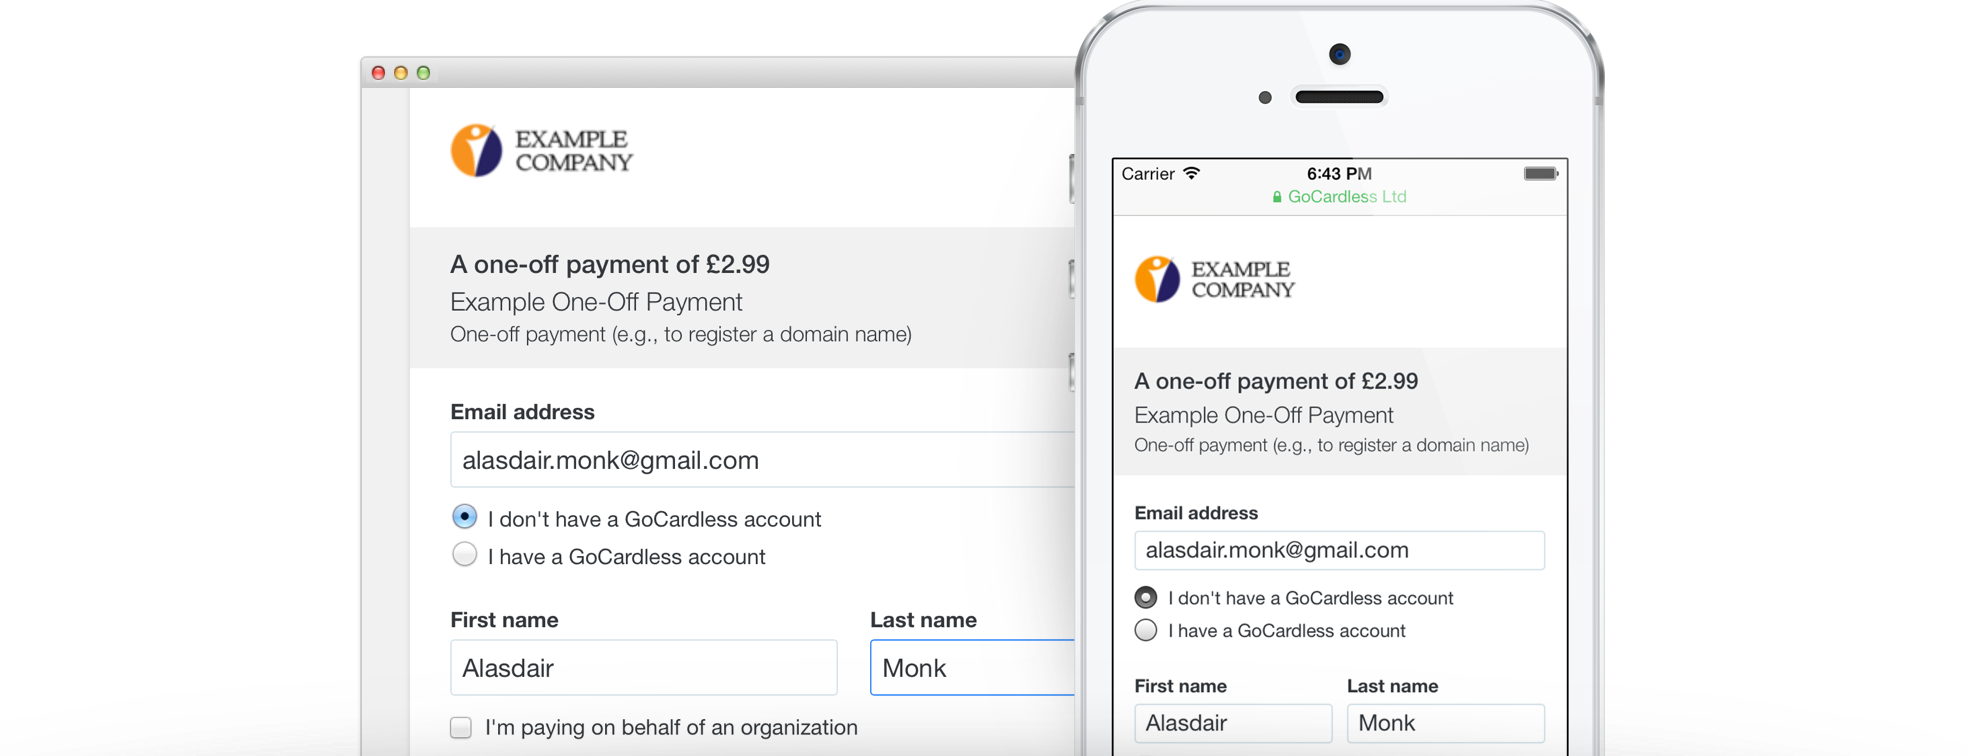 EXAMPLE
COMPANY
A one-off payment of £2.99
Example One-Off Payment
One-off payment (e.g., to register a domain name)
Email address
alasdair.monk@gmail.com
I don't have a GoCardless account
I have a GoCardless account
First name
Last name
Alasdair
Monk
I'm paying on behalf of an organization
Carrier
6:43 PM
GoCardless Ltd
EXAMPLE
COMPANY
A one-off payment of £2.99
Example One-Off Payment
One-off payment (e.g., to register a domain name)
Email address
alasdair.monk@gmail.com
I don't have a GoCardless account
I have a GoCardless account
First name
Last name
Alasdair
Monk